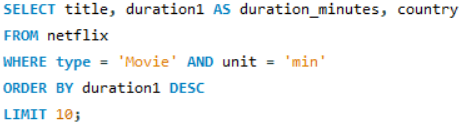 SELECT title, duration1 AS duration_minutes, country
FROM netflix
WHERE type = 'Movie' AND unit = 'min'
ORDER BY duration1 DESC
LIMIT 10;